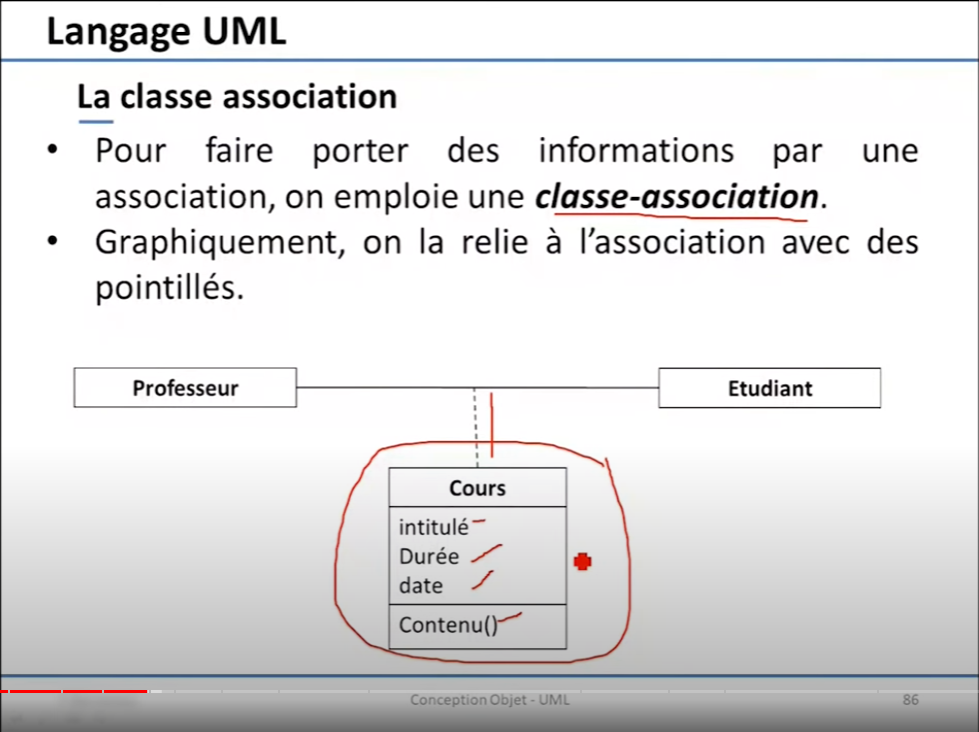 Langage UML
La classe association
• Pour faire porter des informations par une
association, on emploie une classe-association.
• Graphiquement, on la relie à l'association avec des
pointillés.
Professeur
Etudiant
Cours
intitulé
Durée
date
Contenu()
Conception Objet - UML
86